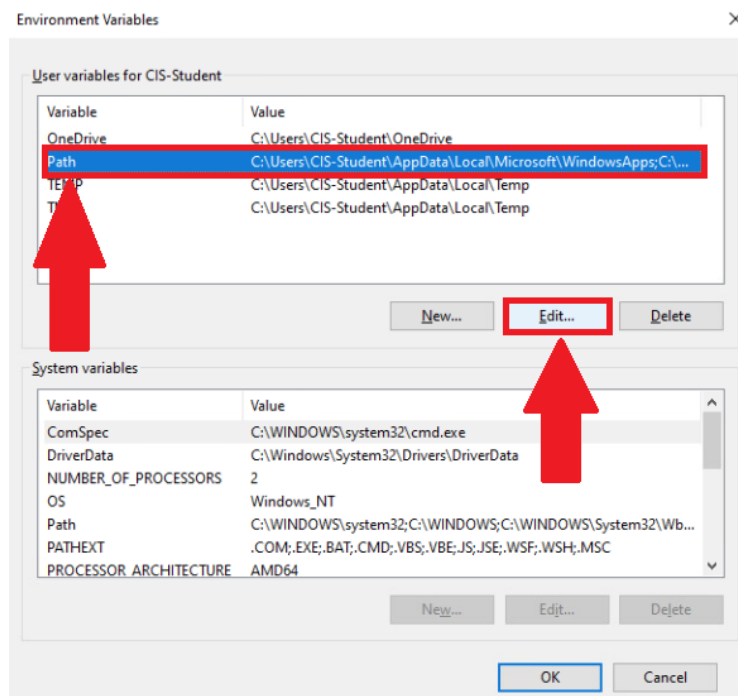 Environment Variables
User variables for CIS-Student
Variable Value
OneDrive C:\Users\CIS-Student\OneDrive
Path C:\Users\CIS-Student\AppData\Local\Microsoft\WindowsApps;C:\...
TEMP C:\Users\CIS-Student\AppData\Local\Temp
C:\Users\CIS-Student\AppData\Local\Temp
New... Edit... Delete
System variables
Variable Value
ComSpec C:\WINDOWS\system32\cmd.exe
DriverData C:\Windows\System32\Drivers\DriverData
NUMBER_OF_PROCESSORS 2
OS Windows_NT
Path C:\WINDOWS\system32;C:\WINDOWS;C:\WINDOWS\System32\Wb...
PATHEXT .COM;.EXE;.BAT;.CMD;.VBS;.VBE;.JS;.JSE;.WSF;.WSH;.MSC
PROCESSOR_ARCHITECTURE AMD64
New... Edit... Delete
OK Cancel